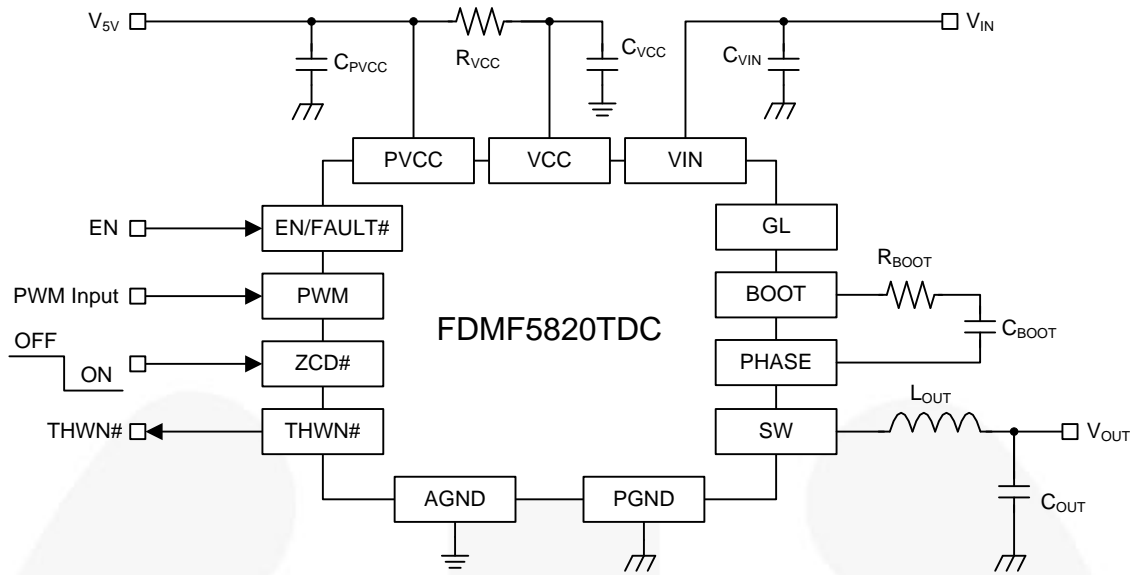 V5V
RVCC
VIN
CPVCC
CVCC
CVIN
PVCC
VCC
VIN
EN
EN/FAULT#
GL
PWM Input
PWM
BOOT
RBOOT
CBOOT
FDMF5820TDC
OFF
ON
ZCD#
PHASE
THWN#
THWN#
SW
LOUT
VOUT
COUT
AGND
PGND